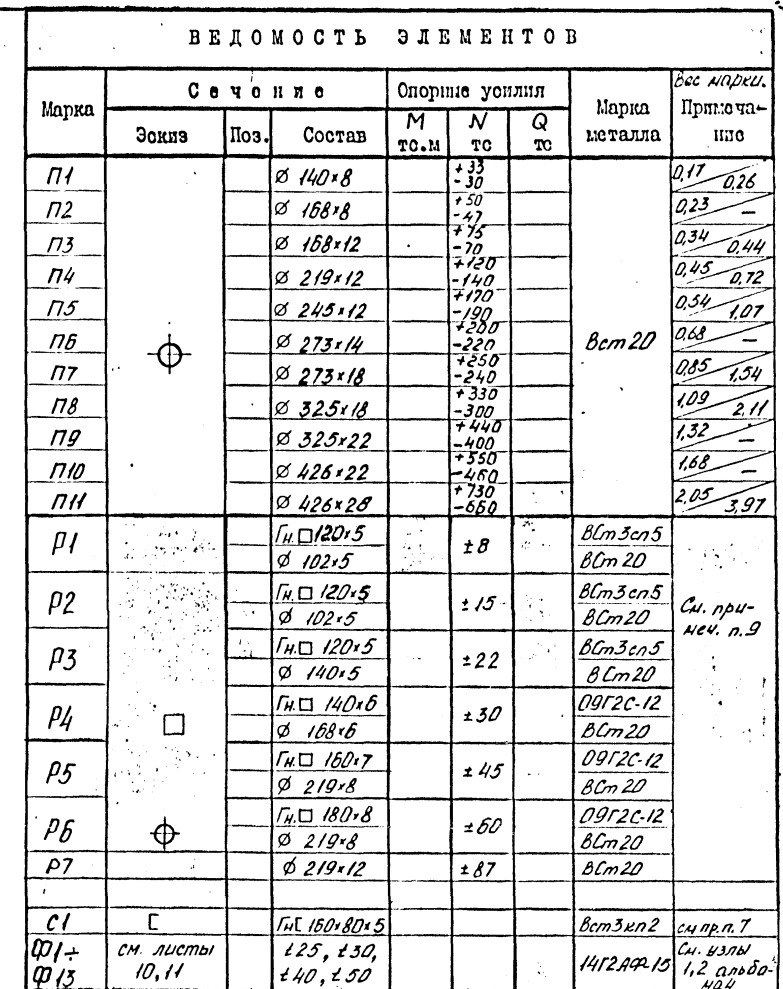 ВЕДОМОСТЬ ЭЛЕМЕНТОВ
Марка
Сечение
Опорные усилия
Марка металла
Вес марки.
Примечание
Эскиз
Поз.
Состав
М тс.м
N тс
Q тс
П1 ⌀ 140×8 +33 -30 0,17 0,26
П2 ⌀ 168×8 +50 -47 0,23 —
П3 ⌀ 168×12 +75 -70 0,34 0,44
П4 ⌀ 219×12 +120 -140 0,45 0,72
П5 ⌀ 245×12 +170 -190 0,54 1,07
П6 ⌀ 273×14 +200 -220 Вст 20 0,68 —
П7 ⌀ 273×18 +250 -240 0,85 1,54
П8 ⌀ 325×18 +330 -300 1,09 2,11
П9 ⌀ 325×22 +440 -400 1,32 —
П10 ⌀ 426×22 +550 -460 1,68 —
П11 ⌀ 426×28 +730 -660 2,05 3,97
Р1 Гн.□ 120×5 ±8 ВСт3сп5
⌀ 102×5 ВСт 20
Р2 Гн.□ 120×5 ±15 ВСт3сп5
⌀ 102×5 ВСт20
См. примеч. п.9
Р3 Гн.□ 120×5 ±22 ВСт3сп5
⌀ 140×5 ВСт20
Р4 Гн.□ 140×6 ±30 09Г2С-12
⌀ 168×6 ВСт20
Р5 Гн.□ 160×7 ±45 09Г2С-12
⌀ 219×8 ВСт 20
Р6 Гн.□ 180×8 ±60 09Г2С-12
⌀ 219×8 ВСт20
Р7 ⌀ 219×12 ±87 ВСт20
С1 [ Гн[ 160×80×5 Вст3кп2 см пр.п. 7
Ф1÷ см. листы t25, t30, 14Г2АФ-15 См. узлы
Ф13 10,11 t40, t50 1,2 альбома 4